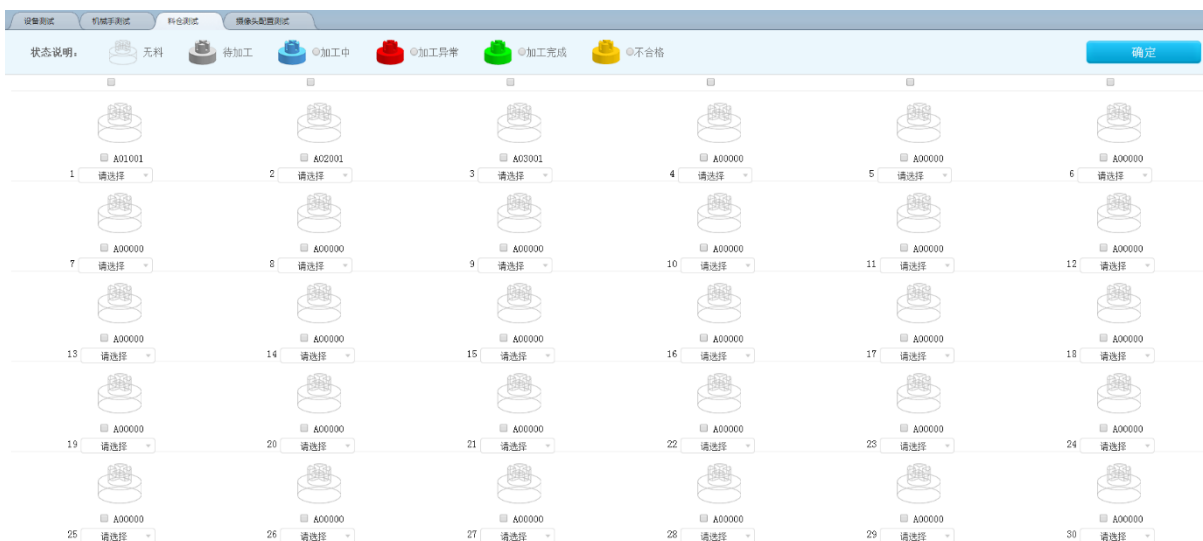 设备测试 机械手测试 料仓测试 摄像头配置测试
状态说明： 无料 待加工 加工中 加工异常 加工完成 不合格 确定
A01001 A02001 A03001 A00000 A00000 A00000
1 请选择 2 请选择 3 请选择 4 请选择 5 请选择 6 请选择
A00000 A00000 A00000 A00000 A00000 A00000
7 请选择 8 请选择 9 请选择 10 请选择 11 请选择 12 请选择
A00000 A00000 A00000 A00000 A00000 A00000
13 请选择 14 请选择 15 请选择 16 请选择 17 请选择 18 请选择
A00000 A00000 A00000 A00000 A00000 A00000
19 请选择 20 请选择 21 请选择 22 请选择 23 请选择 24 请选择
A00000 A00000 A00000 A00000 A00000 A00000
25 请选择 26 请选择 27 请选择 28 请选择 29 请选择 30 请选择